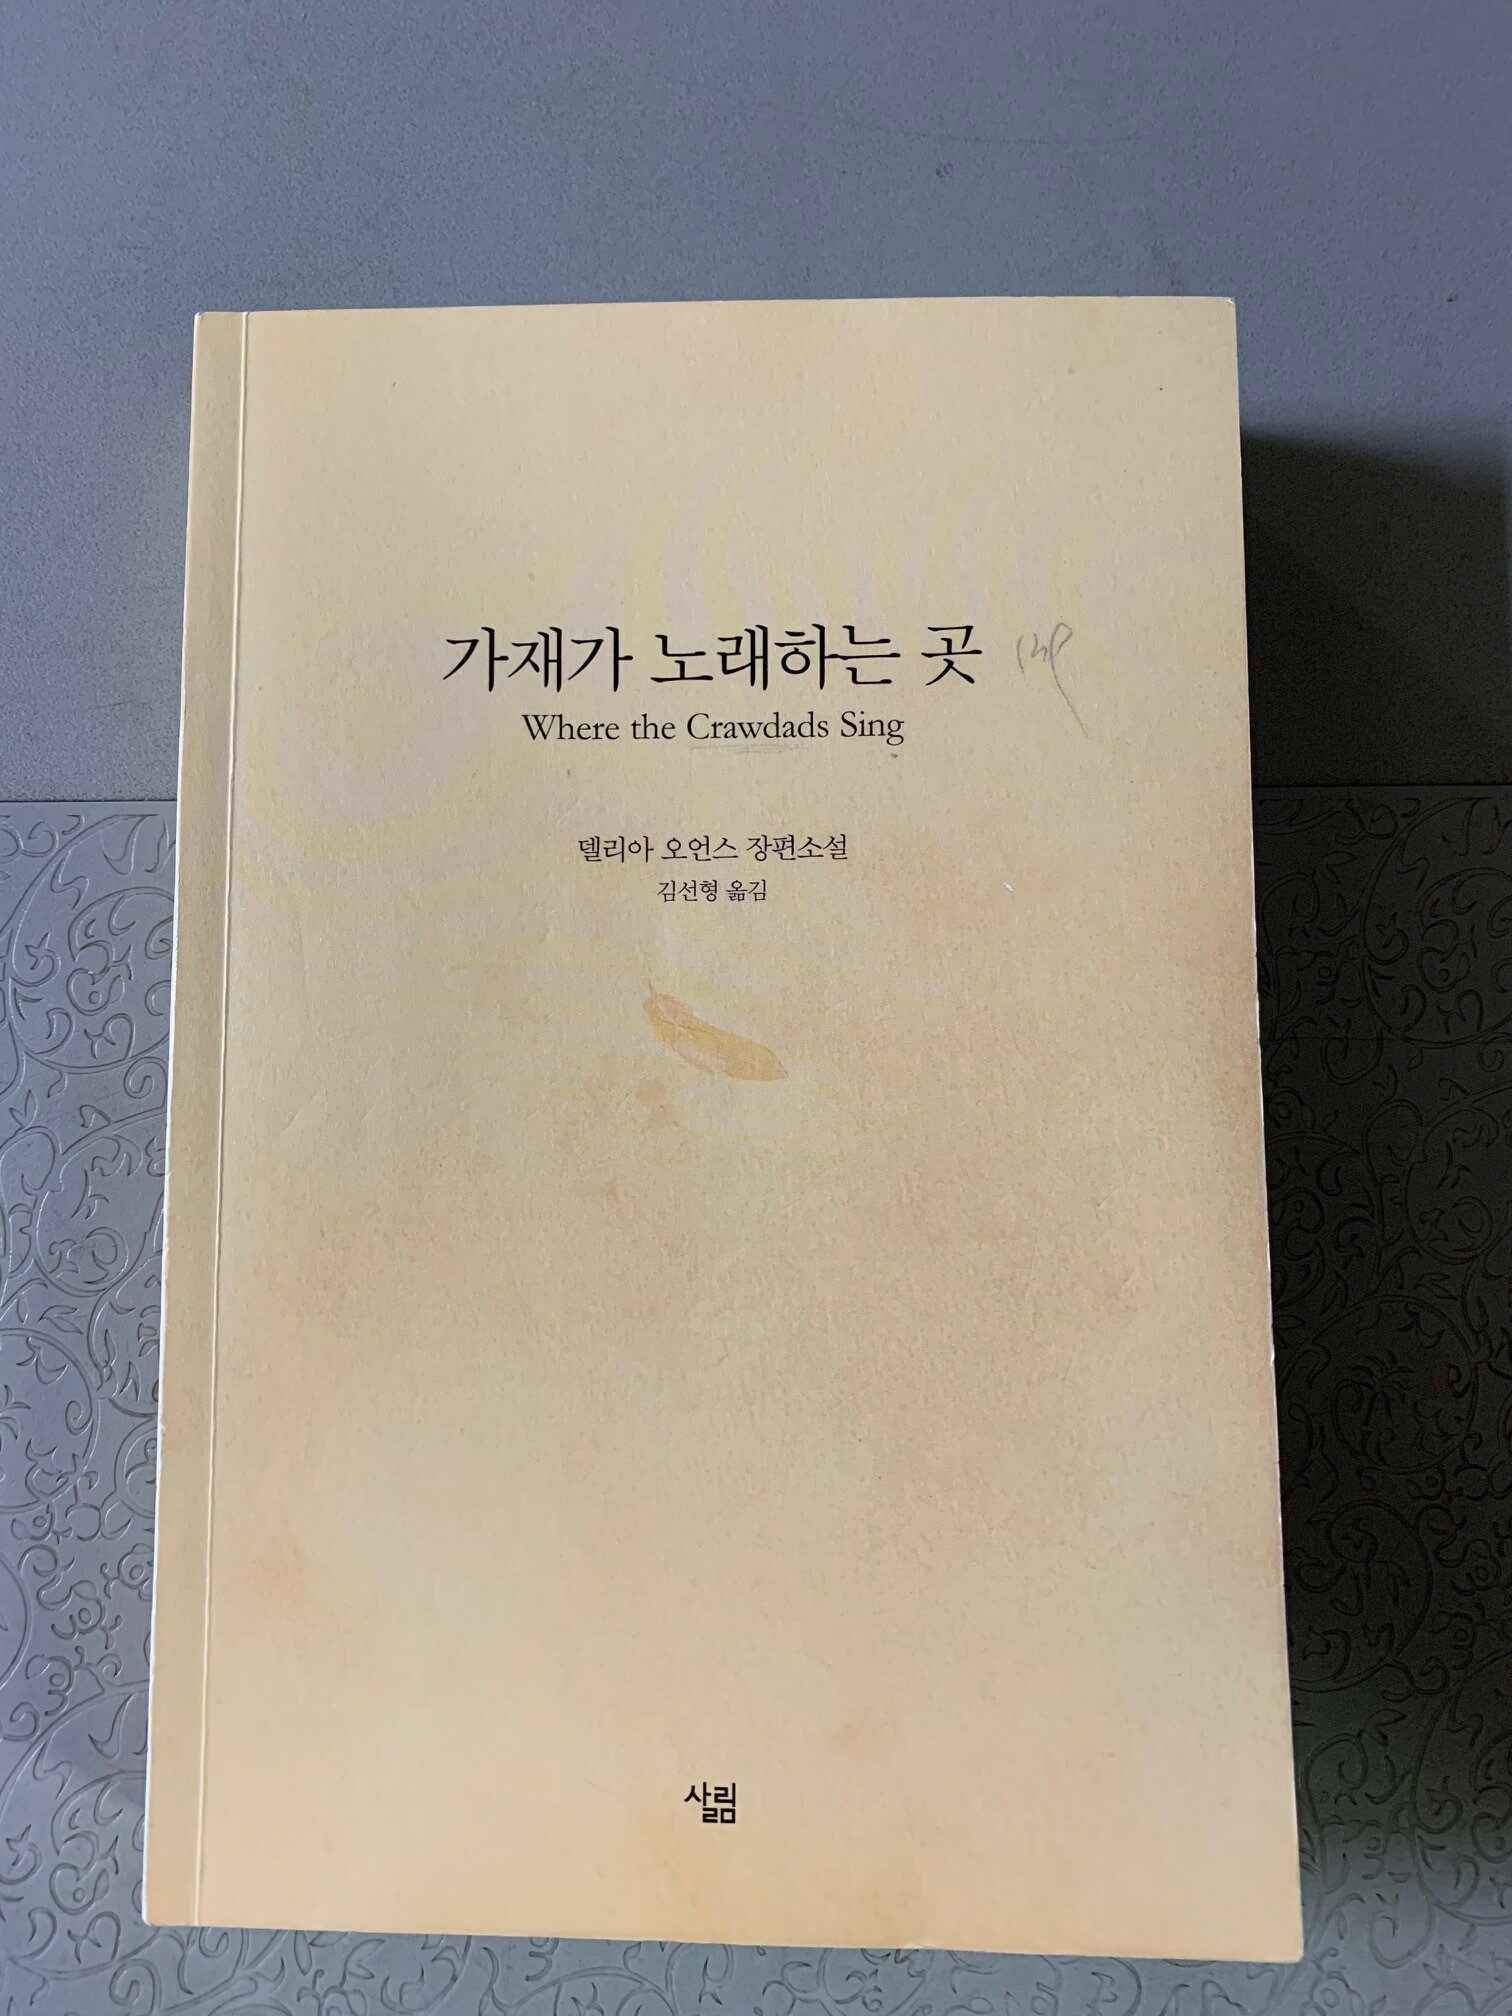 가재가 노래하는 곳
Where the Crawdads Sing
델리아 오언스 장편소설
김선형 옮김
살림